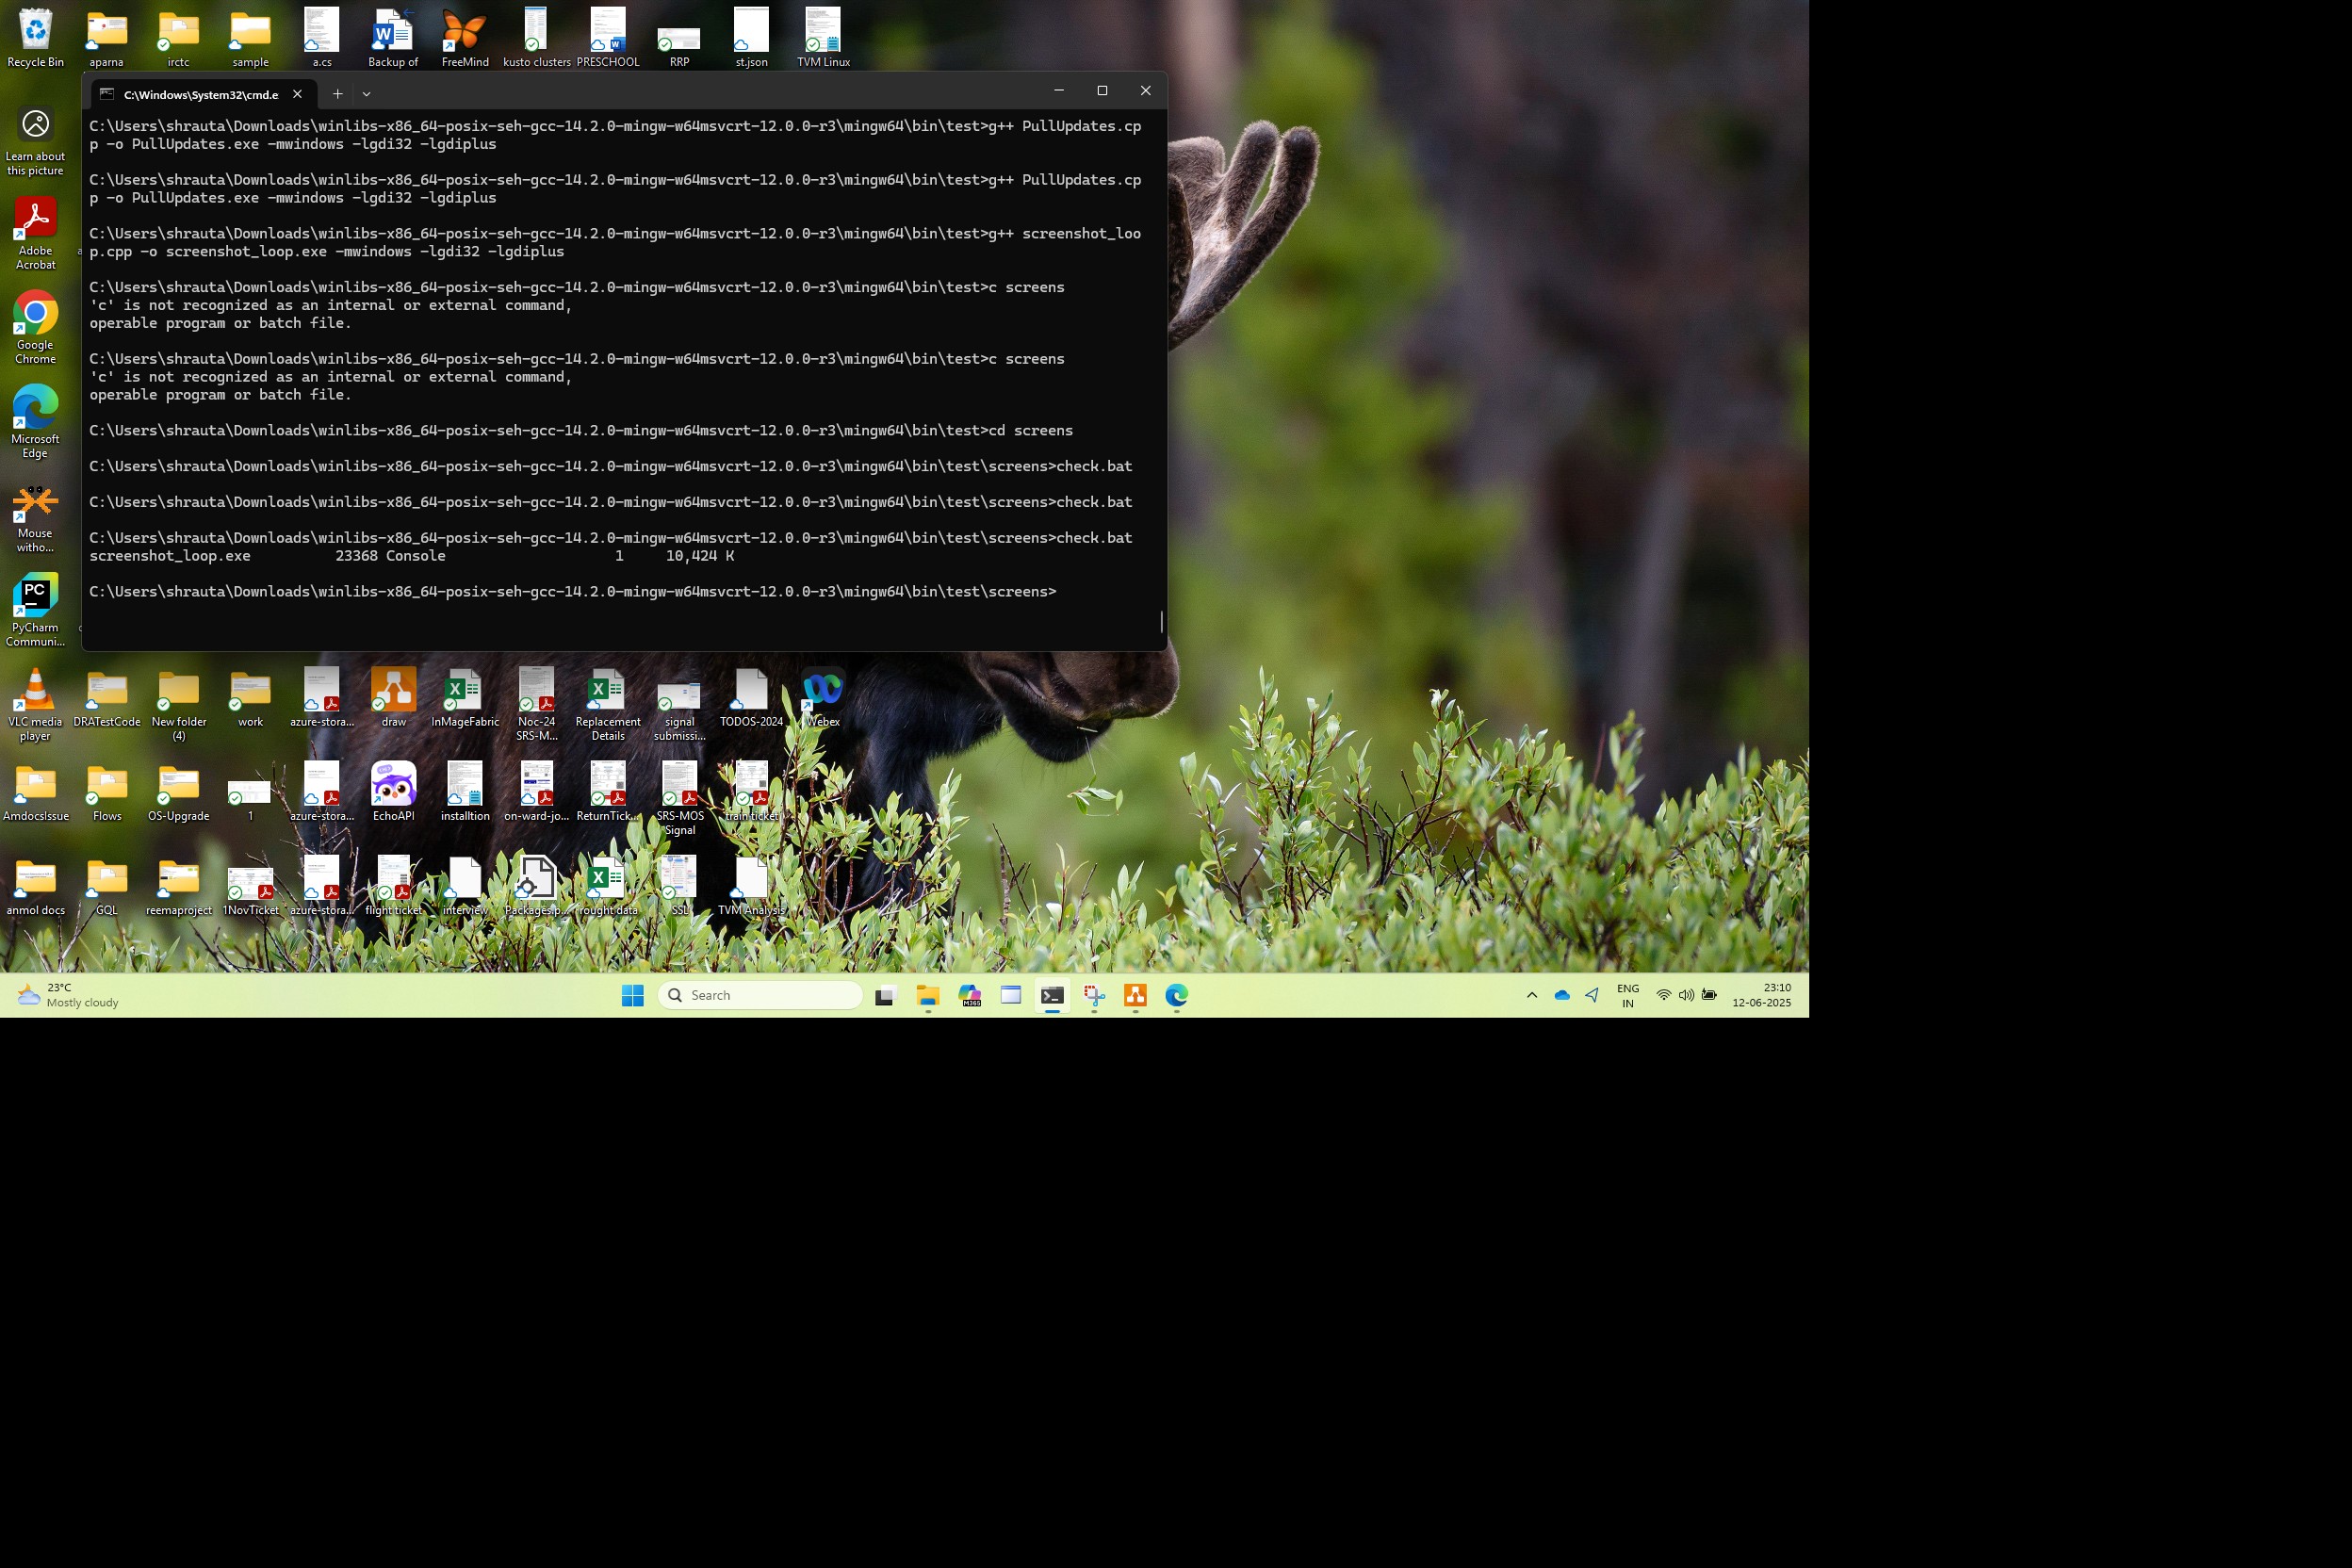 Recycle Bin
aparna
irctc
sample
a.cs
Backup of
FreeMind
kusto clusters
PRESCHOOL
RRP
st.json
TVM Linux
C:\Windows\System32\cmd.e
C:\Users\shrauta\Downloads\winlibs-x86_64-posix-seh-gcc-14.2.0-mingw-w64msvcrt-12.0.0-r3\mingw64\bin\test>g++ PullUpdates.cp
p -o PullUpdates.exe -mwindows -lgdi32 -lgdiplus
C:\Users\shrauta\Downloads\winlibs-x86_64-posix-seh-gcc-14.2.0-mingw-w64msvcrt-12.0.0-r3\mingw64\bin\test>g++ PullUpdates.cp
p -o PullUpdates.exe -mwindows -lgdi32 -lgdiplus
C:\Users\shrauta\Downloads\winlibs-x86_64-posix-seh-gcc-14.2.0-mingw-w64msvcrt-12.0.0-r3\mingw64\bin\test>g++ screenshot_loo
p.cpp -o screenshot_loop.exe -mwindows -lgdi32 -lgdiplus
C:\Users\shrauta\Downloads\winlibs-x86_64-posix-seh-gcc-14.2.0-mingw-w64msvcrt-12.0.0-r3\mingw64\bin\test>c screens
'c' is not recognized as an internal or external command,
operable program or batch file.
C:\Users\shrauta\Downloads\winlibs-x86_64-posix-seh-gcc-14.2.0-mingw-w64msvcrt-12.0.0-r3\mingw64\bin\test>c screens
'c' is not recognized as an internal or external command,
operable program or batch file.
C:\Users\shrauta\Downloads\winlibs-x86_64-posix-seh-gcc-14.2.0-mingw-w64msvcrt-12.0.0-r3\mingw64\bin\test>cd screens
C:\Users\shrauta\Downloads\winlibs-x86_64-posix-seh-gcc-14.2.0-mingw-w64msvcrt-12.0.0-r3\mingw64\bin\test\screens>check.bat
C:\Users\shrauta\Downloads\winlibs-x86_64-posix-seh-gcc-14.2.0-mingw-w64msvcrt-12.0.0-r3\mingw64\bin\test\screens>check.bat
C:\Users\shrauta\Downloads\winlibs-x86_64-posix-seh-gcc-14.2.0-mingw-w64msvcrt-12.0.0-r3\mingw64\bin\test\screens>check.bat
screenshot_loop.exe 23368 Console 1 10,424 K
C:\Users\shrauta\Downloads\winlibs-x86_64-posix-seh-gcc-14.2.0-mingw-w64msvcrt-12.0.0-r3\mingw64\bin\test\screens>
Learn about
this picture
Adobe
Acrobat
Google
Chrome
Microsoft
Edge
Mouse
witho...
PC
PyCharm
Communi...
VLC media
player
DRATestCode
New folder
(4)
work
azure-stora...
draw
InMageFabric
Noc-24
SRS-M...
Replacement
Details
signal
submissi...
TODOS-2024
Webex
AmdocsIssue
Flows
OS-Upgrade
1
azure-stora...
EchoAPI
installtion
on-ward-jo...
ReturnTick...
SRS-MOS
Signal
train ticket
anmol docs
GQL
reemaproject
1NovTicket
azure-stora...
flight ticket
interview
Packages.p...
rought data
SSL
TVM Analysis
23°C
Mostly cloudy
Search
M365
ENG
IN
23:10
12-06-2025